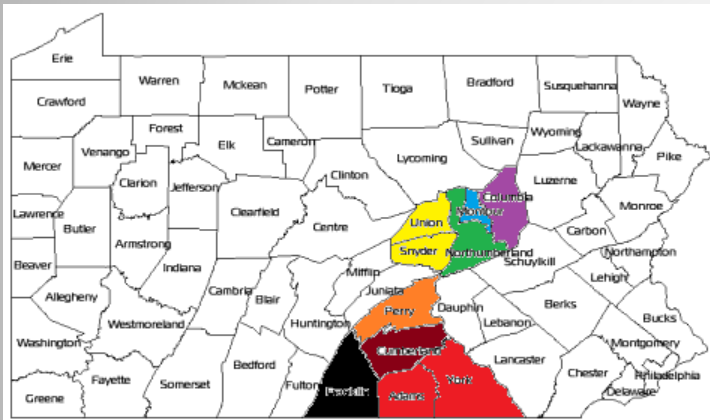 Erie
Warren
Mckean
Potter
Tioga
Bradford
Susquehanna
Wayne
Crawford
Forest
Elk
Cameron
Sullivan
Wyoming
Lackawanna
Pike
Mercer
Venango
Clarion
Jefferson
Clinton
Lycoming
Columbia
Luzerne
Monroe
Lawrence
Butler
Clearfield
Centre
Union
Montour
Carbon
Armstrong
Snyder
Northumberland
Schuylkill
Northampton
Beaver
Indiana
Mifflin
Lehigh
Allegheny
Cambria
Blair
Juniata
Dauphin
Berks
Bucks
Westmoreland
Huntington
Perry
Lebanon
Washington
Cumberland
Montgomery
Bedford
Lancaster
Chester
Philadelphia
Greene
Fayette
Somerset
Fulton
Franklin
Adams
York
Delaware